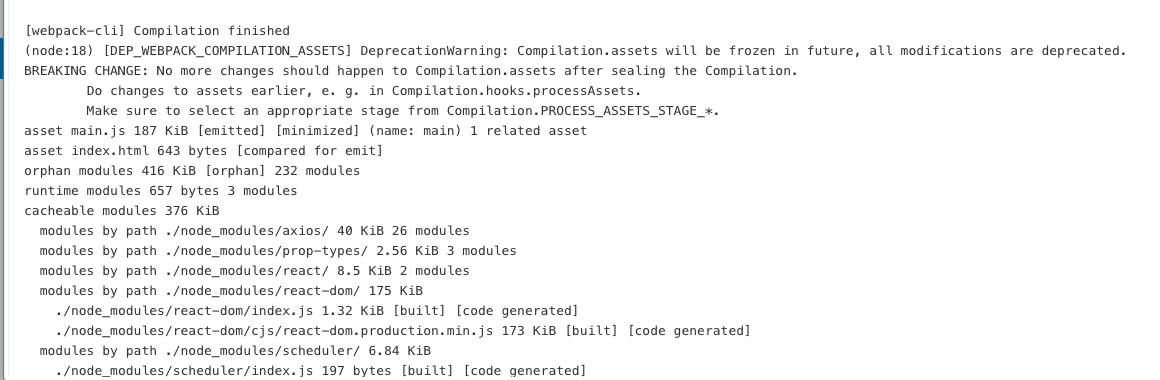 [webpack-cli] Compilation finished
(node:18) [DEP_WEBPACK_COMPILATION_ASSETS] DeprecationWarning: Compilation.assets will be frozen in future, all modifications are deprecated.
BREAKING CHANGE: No more changes should happen to Compilation.assets after sealing the Compilation.
        Do changes to assets earlier, e. g. in Compilation.hooks.processAssets.
        Make sure to select an appropriate stage from Compilation.PROCESS_ASSETS_STAGE_*.
asset main.js 187 KiB [emitted] [minimized] (name: main) 1 related asset
asset index.html 643 bytes [compared for emit]
orphan modules 416 KiB [orphan] 232 modules
runtime modules 657 bytes 3 modules
cacheable modules 376 KiB
  modules by path ./node_modules/axios/ 40 KiB 26 modules
  modules by path ./node_modules/prop-types/ 2.56 KiB 3 modules
  modules by path ./node_modules/react/ 8.5 KiB 2 modules
  modules by path ./node_modules/react-dom/ 175 KiB
    ./node_modules/react-dom/index.js 1.32 KiB [built] [code generated]
    ./node_modules/react-dom/cjs/react-dom.production.min.js 173 KiB [built] [code generated]
  modules by path ./node_modules/scheduler/ 6.84 KiB
    ./node_modules/scheduler/index.js 197 bytes [built] [code generated]